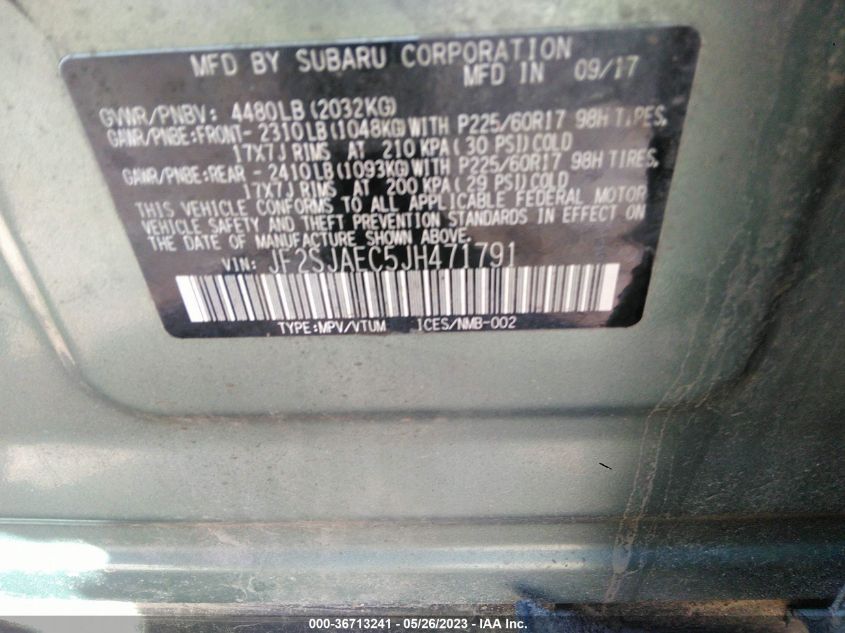 MFD BY SUBARU CORPORATION
MFD IN 09/17
GVWR/PNBV: 4480LB (2032KG)
GAWR/PNBE:FRONT- 2310LB(1048KG)WITH P225/60R17 98H TIRES,
17X7J RIMS AT 210 KPA(30 PSI)COLD
GAWR/PNBE:REAR - 2410LB(1093KG)WITH P225/60R17 98H TIRES,
17X7J RIMS AT 200 KPA(29 PSI)COLD
THIS VEHICLE CONFORMS TO ALL APPLICABLE FEDERAL MOTOR
VEHICLE SAFETY AND THEFT PREVENTION STANDARDS IN EFFECT ON
THE DATE OF MANUFACTURE SHOWN ABOVE.
VIN: JF2SJAEC5JH471791
TYPE:MPV/VTUM ICES/NMB-002
000-36713241 - 05/26/2023 - IAA Inc.